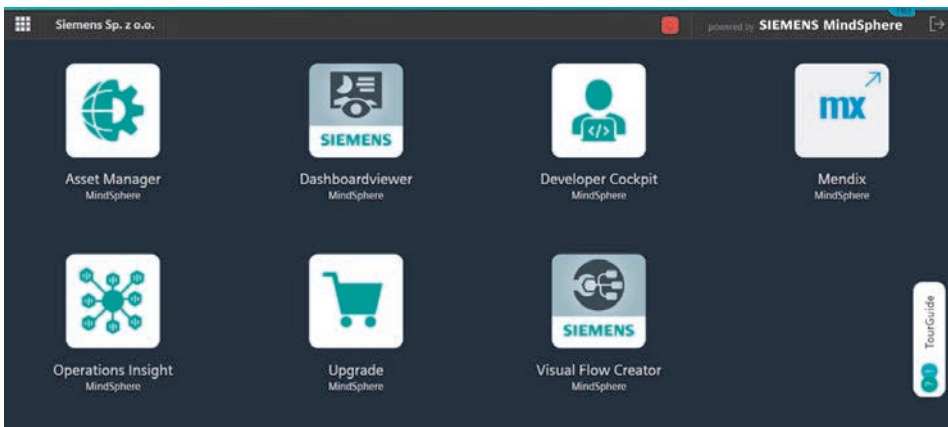 Siemens Sp. z o.o.
powered by SIEMENS MindSphere
SIEMENS
</>
mx
Asset Manager
MindSphere
Dashboardviewer
MindSphere
Developer Cockpit
MindSphere
Mendix
MindSphere
SIEMENS
Operations Insight
MindSphere
Upgrade
MindSphere
Visual Flow Creator
MindSphere
TourGuide